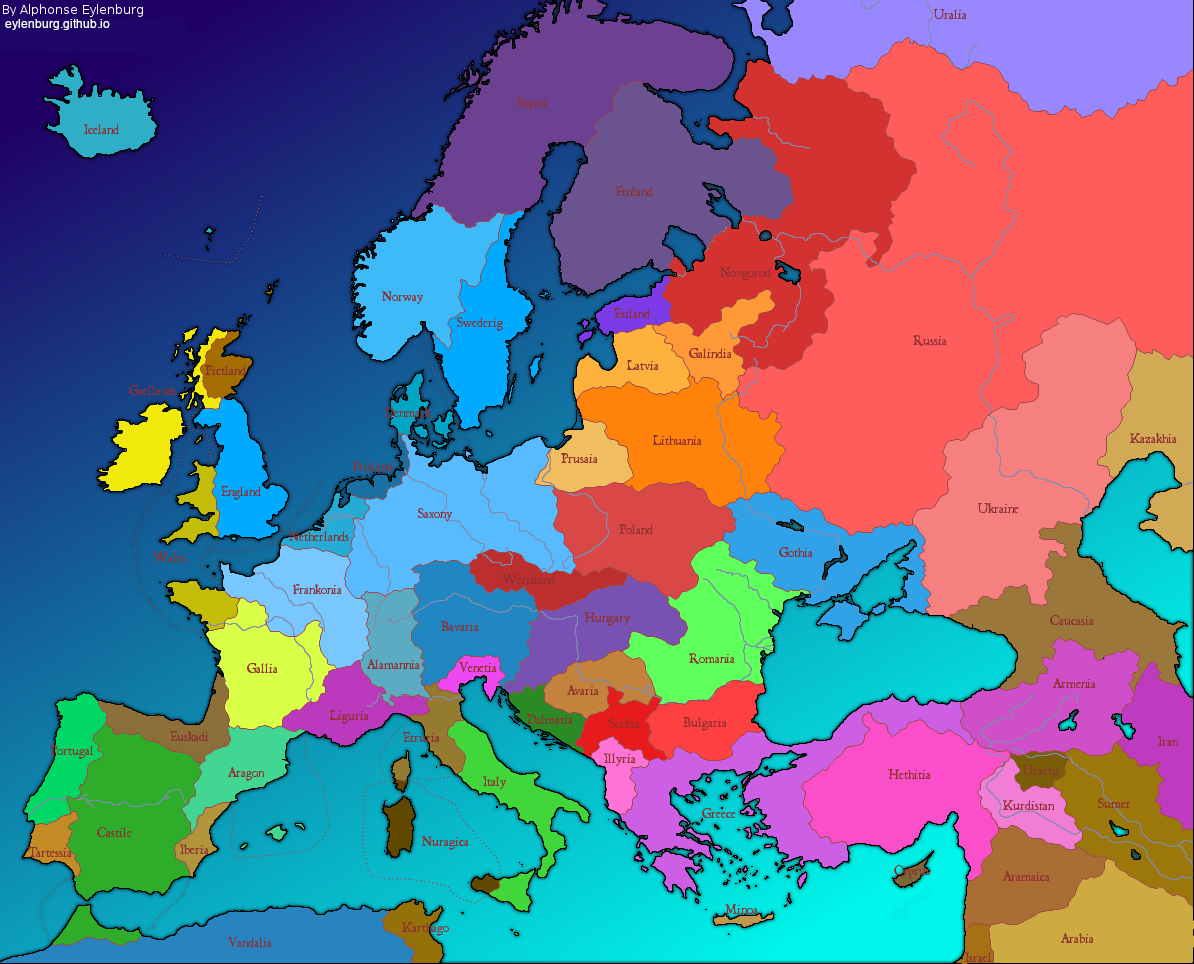 By Alphonse Eylenburg
eylenburg.github.io
Uralia
Sapmi
Iceland
Finland
Novgorod
Norway
Swederig
Estland
Russia
Galindia
Latvia
Pictland
Gaellands
Denmark
Kazakhia
Lithuania
Prusaia
Frisians
England
Saxony
Ukraine
Netherlands
Poland
Gothia
Wales
Wendland
Frankonia
Hungary
Caucasia
Bavaria
Romania
Alamannia
Gallia
Venetia
Armenia
Avaria
Liguria
Dalmatia
Serbia
Bulgaria
Euskadi
Etruria
Iran
Portugal
Illyria
Aragon
Hethitia
Urartu
Italy
Kurdistan
Sumer
Greece
Castile
Nuragica
Tartessia
Iberia
Cyprus
Aramaica
Minoa
Karthago
Vandalia
Arabia
Israel